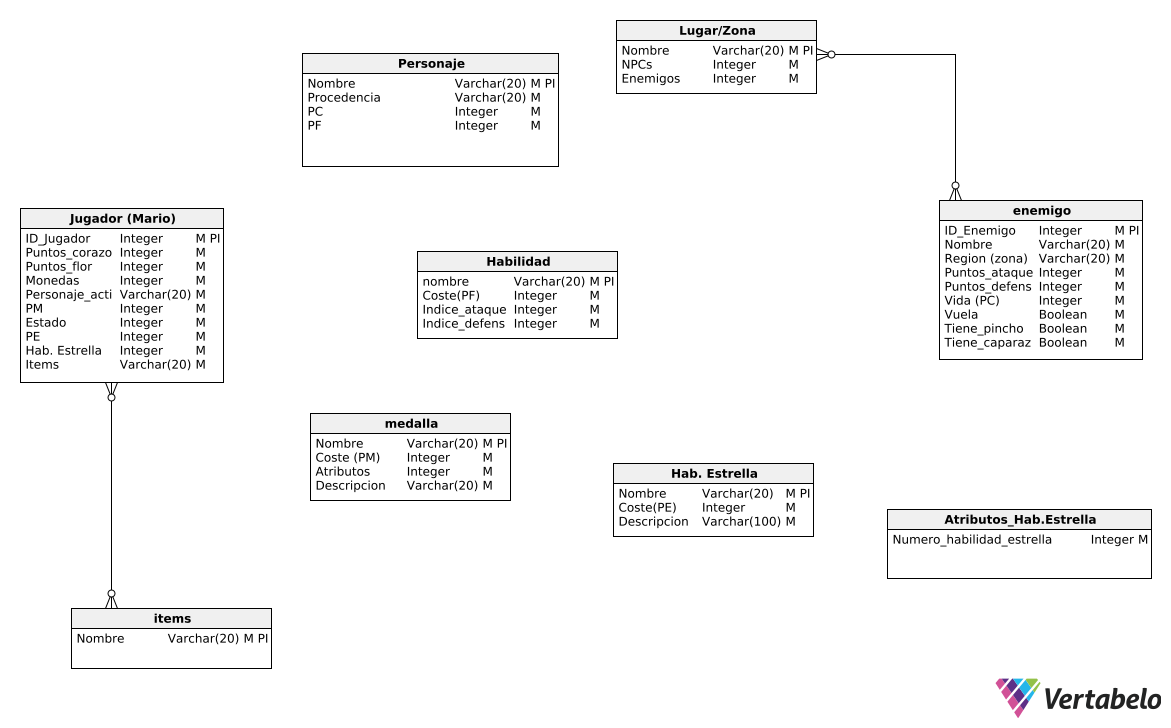 Lugar/Zona
Nombre Varchar(20) M PI
NPCs Integer M
Enemigos Integer M
Personaje
Nombre Varchar(20) M PI
Procedencia Varchar(20) M
PC Integer M
PF Integer M
Jugador (Mario)
ID_Jugador Integer M PI
Puntos_corazo Integer M
Puntos_flor Integer M
Monedas Integer M
Personaje_acti Varchar(20) M
PM Integer M
Estado Integer M
PE Integer M
Hab. Estrella Integer M
Items Varchar(20) M
Habilidad
nombre Varchar(20) M PI
Coste(PF) Integer M
Indice_ataque Integer M
Indice_defens Integer M
enemigo
ID_Enemigo Integer M PI
Nombre Varchar(20) M
Region (zona) Varchar(20) M
Puntos_ataque Integer M
Puntos_defens Integer M
Vida (PC) Integer M
Vuela Boolean M
Tiene_pincho Boolean M
Tiene_caparaz Boolean M
medalla
Nombre Varchar(20) M PI
Coste (PM) Integer M
Atributos Integer M
Descripcion Varchar(20) M
Hab. Estrella
Nombre Varchar(20) M PI
Coste(PE) Integer M
Descripcion Varchar(100) M
Atributos_Hab.Estrella
Numero_habilidad_estrella Integer M
items
Nombre Varchar(20) M PI
Vertabelo